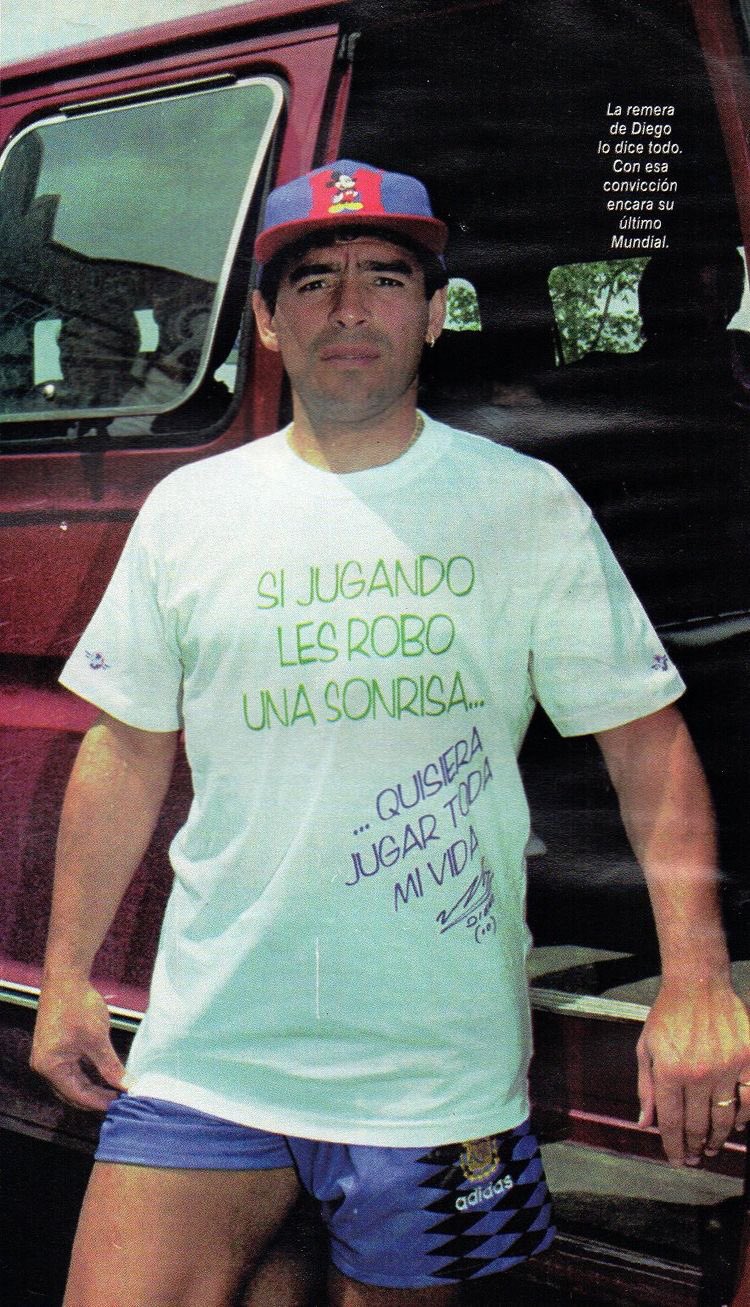 La remera
de Diego
lo dice todo.
Con esa
convicción
encara su
último
Mundial.
SI JUGANDO
LES ROBO
UNA SONRISA...
... QUISIERA
JUGAR TODA
MI VIDA
DIEGO
(10)
adidas